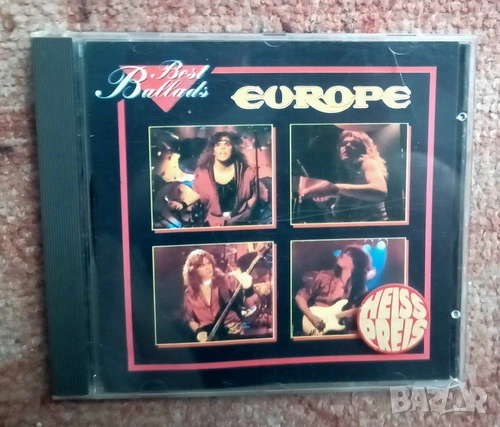 Best
Ballads
EUROPE
HEISS
PREIS
BAZAR